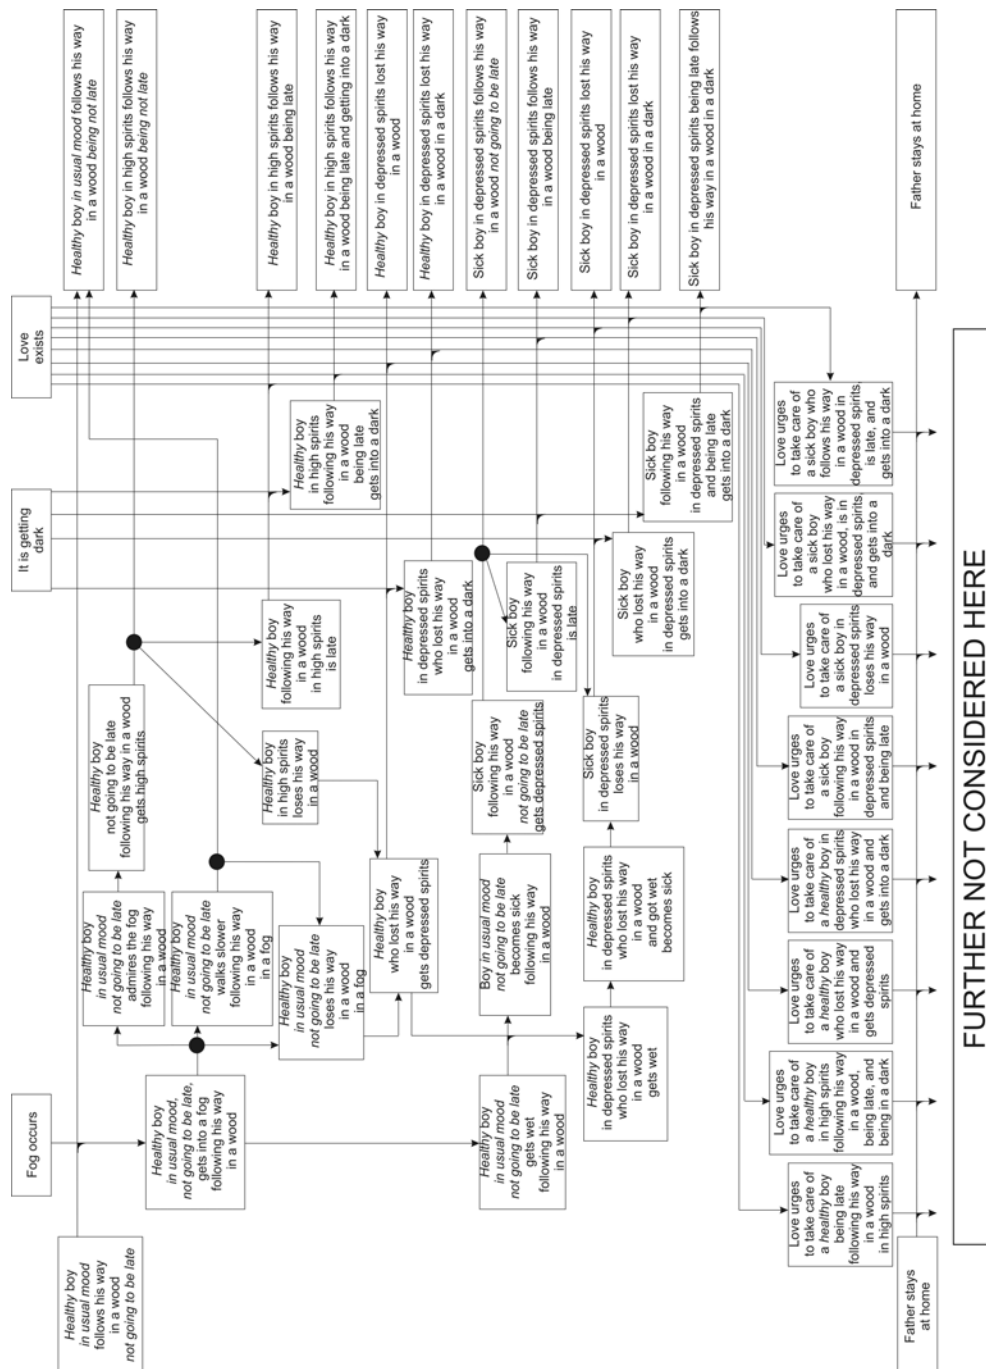 Healthy boy
in usual mood
follows his way
in a wood
not going to be late
Fog occurs
It is getting
dark
Love
exists
Healthy boy
in usual mood,
not going to be late,
gets into a fog
following his way
in a wood
Healthy boy
in usual mood
not going to be late
admires the fog
following his way
in a wood
Healthy boy
in usual mood
not going to be late
walks slower
following his way
in a wood
in a fog
Healthy boy
in usual mood
not going to be late
loses his way
in a wood
in a fog
Healthy boy
not going to be late
following his way in a wood
gets high spirits
Healthy boy
in high spirits
loses his way
in a wood
Healthy boy
following his way
in a wood
in high spirits
is late
Healthy boy
in high spirits
following his way
in a wood
being late
gets into a dark
Healthy boy
who lost his way
in a wood
gets depressed spirits
Healthy boy
in depressed spirits
who lost his way
in a wood
gets into a dark
Healthy boy
in usual mood
not going to be late
gets wet
following his way
in a wood
Boy in usual mood
not going to be late
becomes sick
following his way
in a wood
Sick boy
following his way
in a wood
not going to be late
gets depressed spirits
Sick boy
following his way
in a wood
in depressed spirits
is late
Healthy boy
in depressed spirits
who lost his way
in a wood
gets wet
Healthy boy
in depressed spirits
who lost his way
in a wood
and god wet
becomes sick
Sick boy
in depressed spirits
loses his way
in a wood
Sick boy
who lost his way
in a wood
in depressed spirits
gets into a dark
Sick boy
following his way
in a wood
in depressed spirits
and being late
gets into a dark
Healthy boy in usual mood follows his way
in a wood being not late
Healthy boy in high spirits follows his way
in a wood being not late
Healthy boy in high spirits follows his way
in a wood being late
Healthy boy in high spirits follows his way
in a wood being late and getting into a dark
Healthy boy in depressed spirits lost his way
in a wood
Healthy boy in depressed spirits lost his way
in a wood in a dark
Sick boy in depressed spirits follows his way
in a wood not going to be late
Sick boy in depressed spirits follows his way
in a wood being late
Sick boy in depressed spirits lost his way
in a wood
Sick boy in depressed spirits lost his way
in a wood in a dark
Sick boy in depressed spirits being late follows
his way in a wood in a dark
Love urges
to take care of
a healthy boy
being late
following his way
in a wood
in high spirits
Love urges
to take care of
a healthy boy
in high spirits
following his way
in a wood,
being late, and
being in a dark
Love urges
to take care of
a healthy boy
who lost his way
in a wood and
gets depressed
spirits
Love urges
to take care of
a healthy boy in
depressed spirits
who lost his way
in a wood and
gets into a dark
Love urges
to take care of
a sick boy
following his way
in a wood in
depressed spirits
and being late
Love urges
to take care of
a sick boy in
depressed spirits
loses his way
in a wood
Love urges
to take care of
a sick boy
who lost his way
in a wood, is in
depressed spirits,
and gets into a
dark
Love urges
to take care of
a sick boy who
follows his way
in a wood in
depressed spirits,
is late, and
gets into a dark
Father stays
at home
Father stays at home
FURTHER NOT CONSIDERED HERE